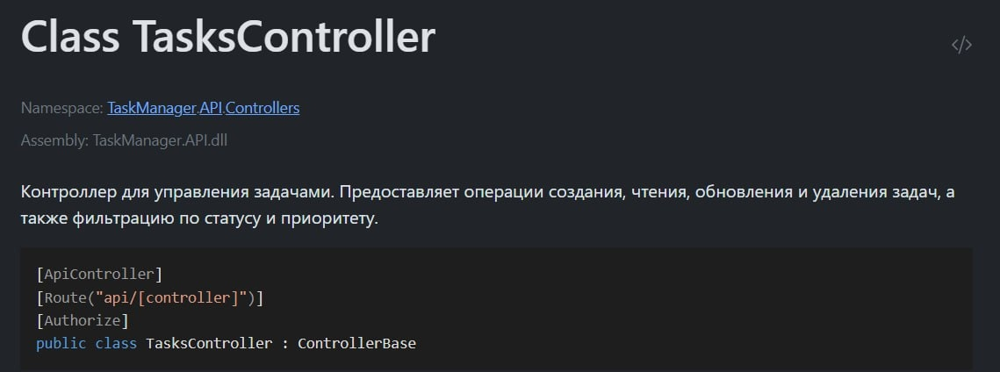 Class TasksController
</>
Namespace: TaskManager.API.Controllers
Assembly: TaskManager.API.dll
Контроллер для управления задачами. Предоставляет операции создания, чтения, обновления и удаления задач, а
также фильтрацию по статусу и приоритету.
[ApiController]
[Route("api/[controller]")]
[Authorize]
public class TasksController : ControllerBase